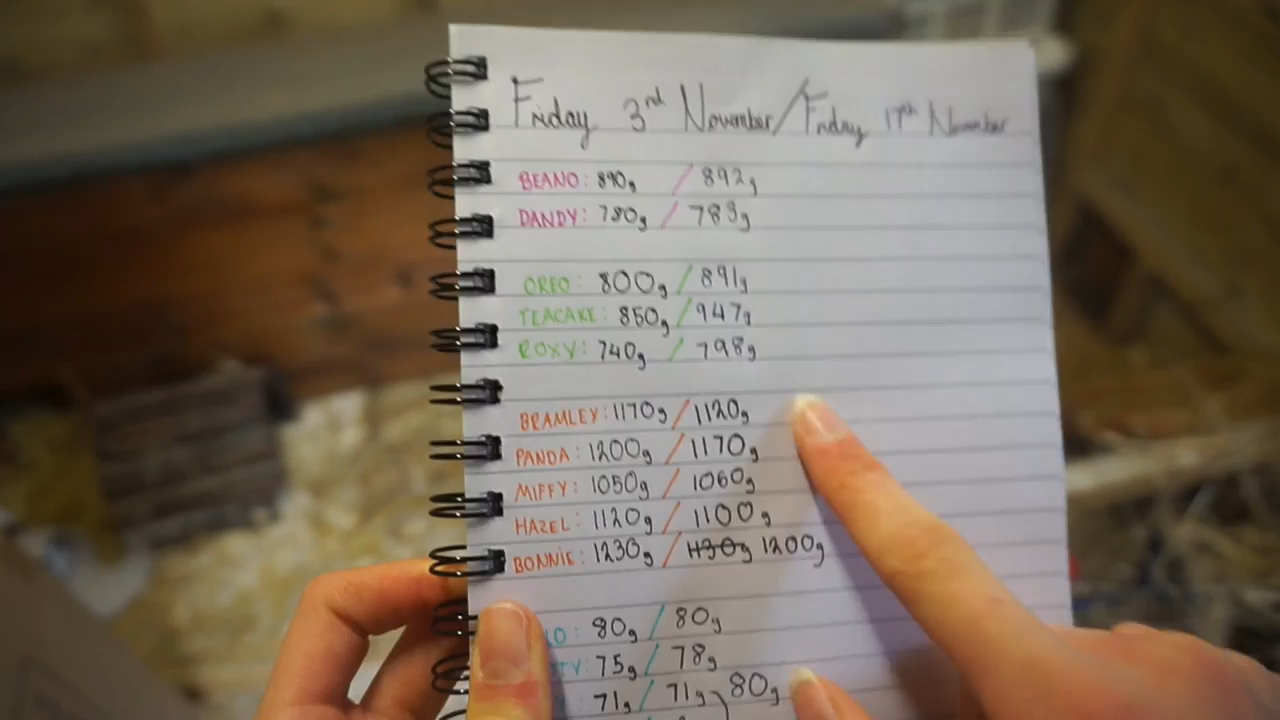 Friday 3rd November/Friday 17th November
BEANO: 890g / 892g
DANDY: 780g / 783g
OREO: 800g / 891g
TEACAKE: 850g / 947g
ROXY: 740g / 798g
BRAMLEY: 1170g / 1120g
PANDA: 1200g / 1170g
MIFFY: 1050g / 1060g
HAZEL: 1120g / 1100g
BONNIE: 1230g / 1130g 1200g
80g / 80g
75g / 78g
71g / 71g 80g